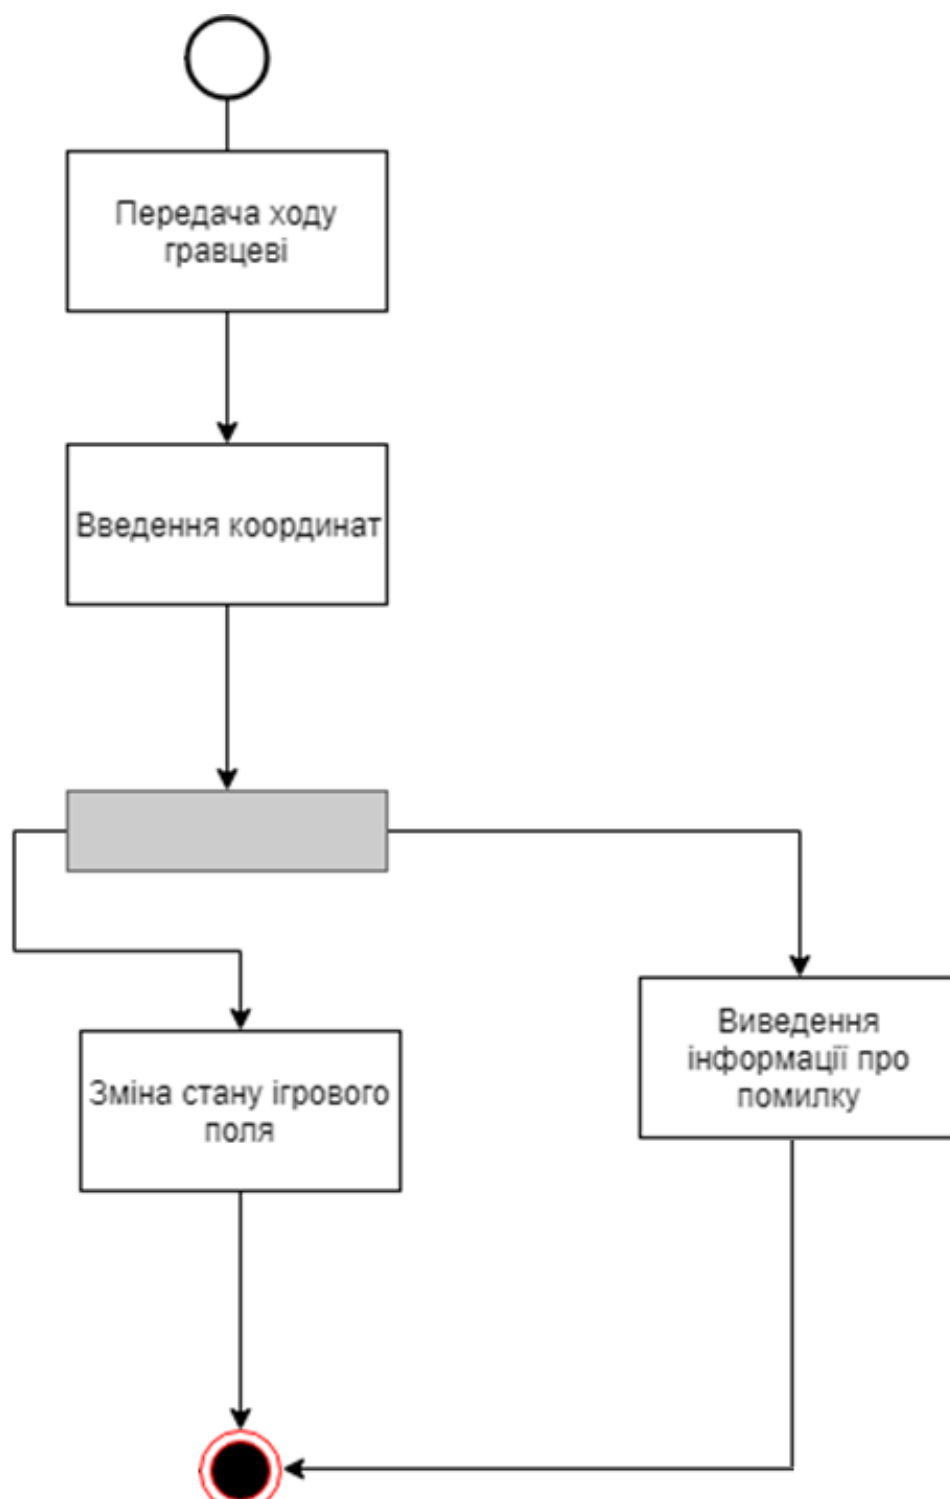 Передача ходу
гравцеві
Введення координат
Зміна стану ігрового
поля
Виведення
інформації про
помилку